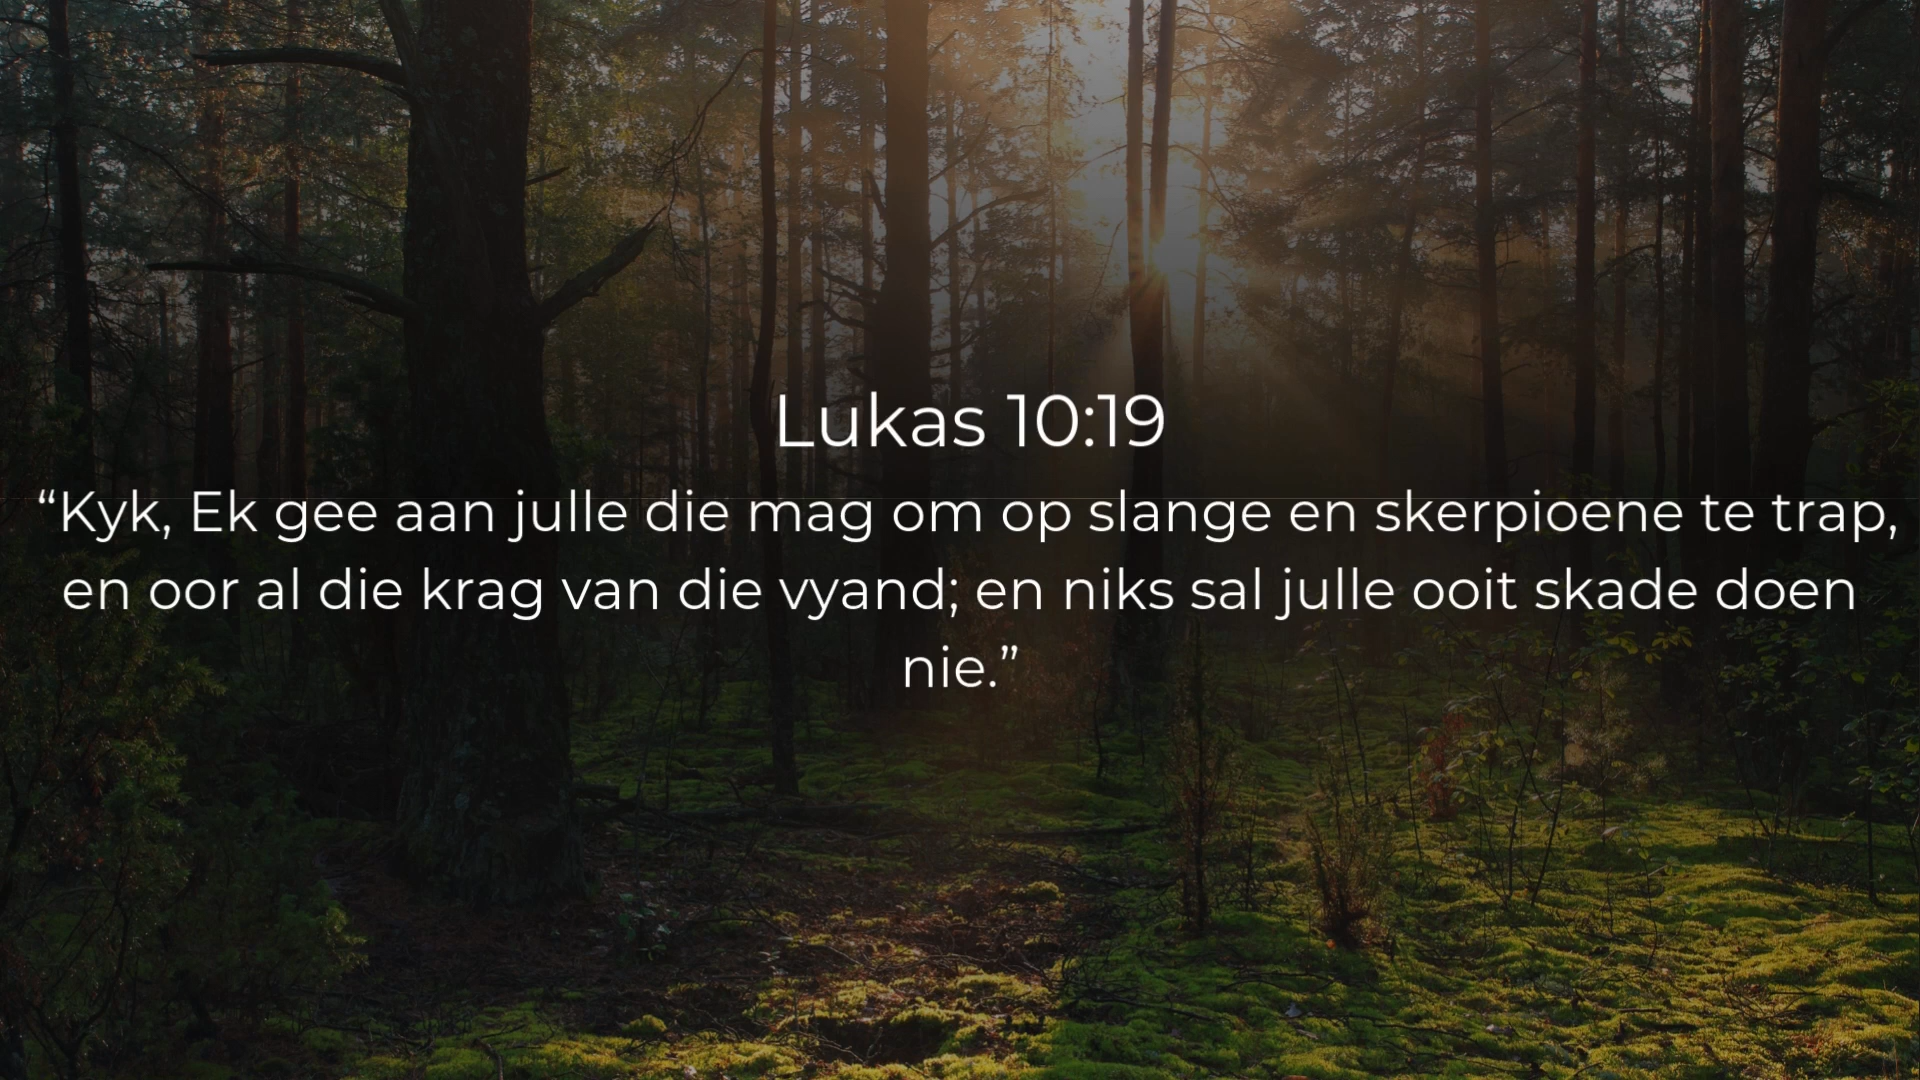 Lukas 10:19
“Kyk, Ek gee aan julle die mag om op slange en skerpioene te trap,
en oor al die krag van die vyand; en niks sal julle ooit skade doen
nie.”